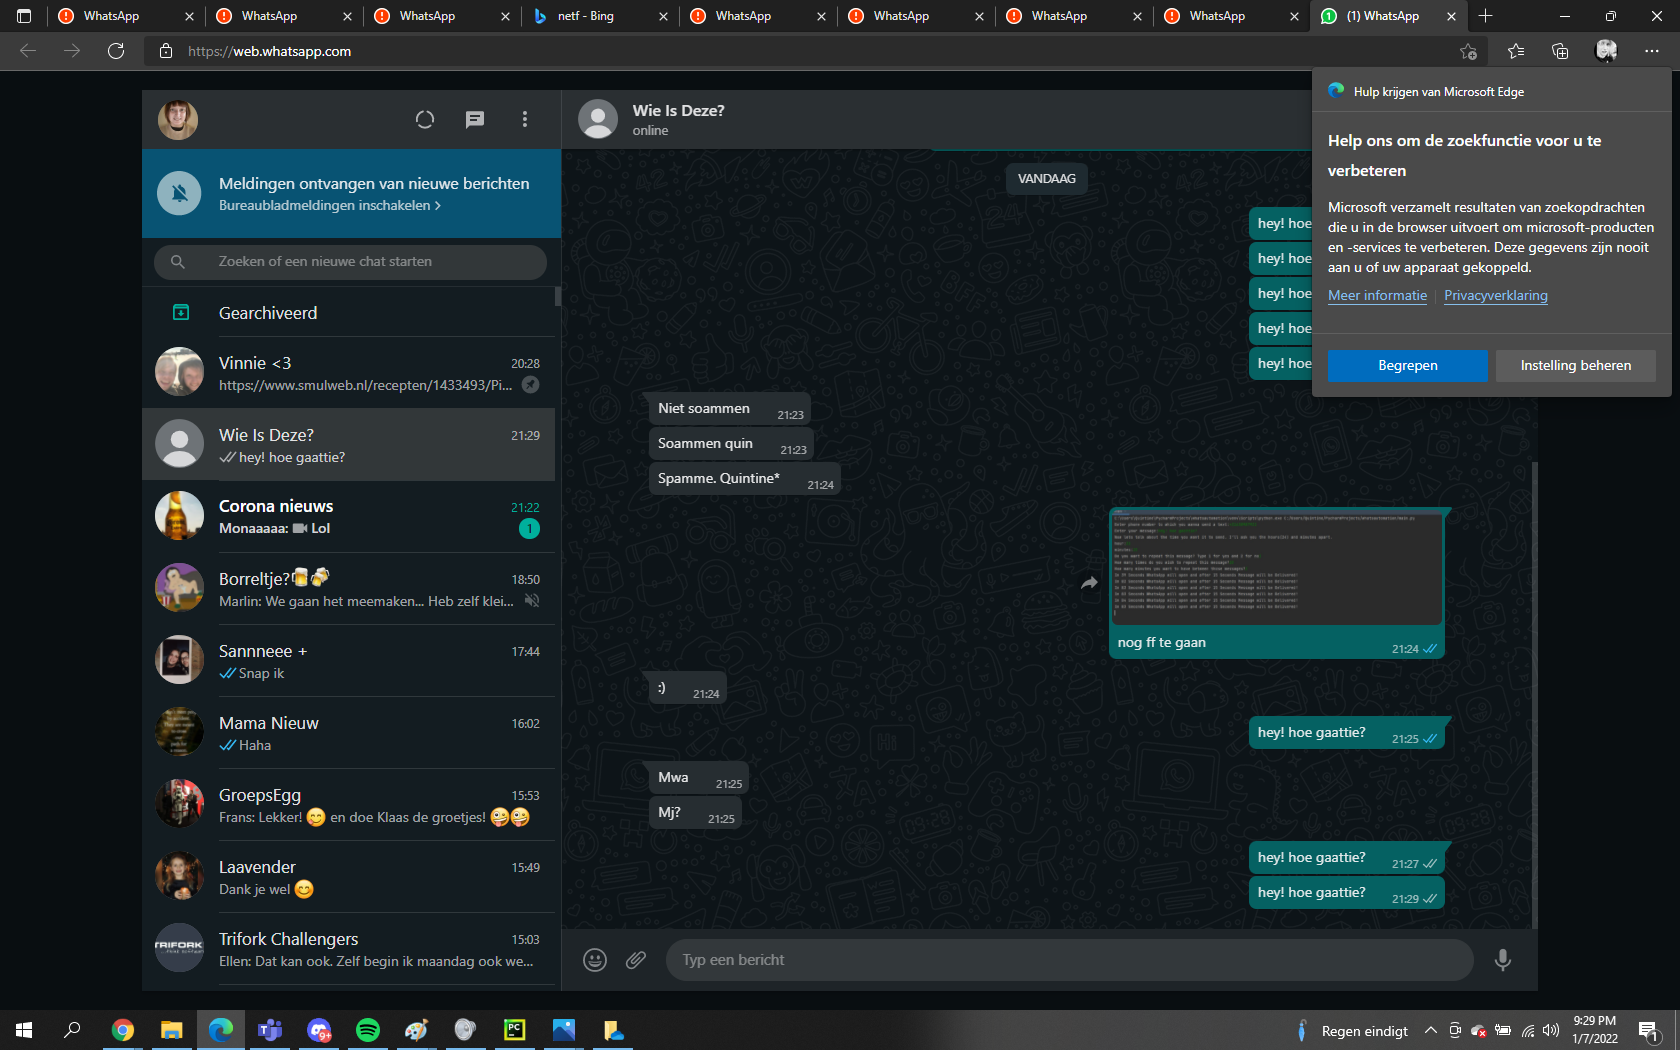 WhatsApp
WhatsApp
WhatsApp
netf - Bing
WhatsApp
WhatsApp
WhatsApp
WhatsApp
(1) WhatsApp
https://web.whatsapp.com
Wie Is Deze?
online
Hulp krijgen van Microsoft Edge
Help ons om de zoekfunctie voor u te
verbeteren
Microsoft verzamelt resultaten van zoekopdrachten
die u in de browser uitvoert om microsoft-producten
en -services te verbeteren. Deze gegevens zijn nooit
aan u of uw apparaat gekoppeld.
Meer informatie
Privacyverklaring
Begrepen
Instelling beheren
Meldingen ontvangen van nieuwe berichten
Bureaubladmeldingen inschakelen >
Zoeken of een nieuwe chat starten
Gearchiveerd
Vinnie <3
20:28
https://www.smulweb.nl/recepten/1433493/Pi...
Wie Is Deze?
21:29
hey! hoe gaattie?
Corona nieuws
21:22
Monaaaaa: Lol
1
Borreltje?🍺🍻
18:50
Marlin: We gaan het meemaken... Heb zelf klei...
Sannneee +
17:44
Snap ik
Mama Nieuw
16:02
Haha
GroepsEgg
15:53
Frans: Lekker! 😋 en doe Klaas de groetjes! 🤪🤪
Laavender
15:49
Dank je wel 😊
TRIFORK
Trifork Challengers
15:03
Ellen: Dat kan ook. Zelf begin ik maandag ook we...
VANDAAG
hey! hoe
hey! hoe
hey! hoe
hey! hoe
hey! hoe
Niet soammen
21:23
Soammen quin
21:23
Spamme. Quintine*
21:24
nog ff te gaan
21:24
:)
21:24
hey! hoe gaattie?
21:25
Mwa
21:25
Mj?
21:25
hey! hoe gaattie?
21:27
hey! hoe gaattie?
21:29
Typ een bericht
9+
PC
Regen eindigt
9:29 PM
1/7/2022
1